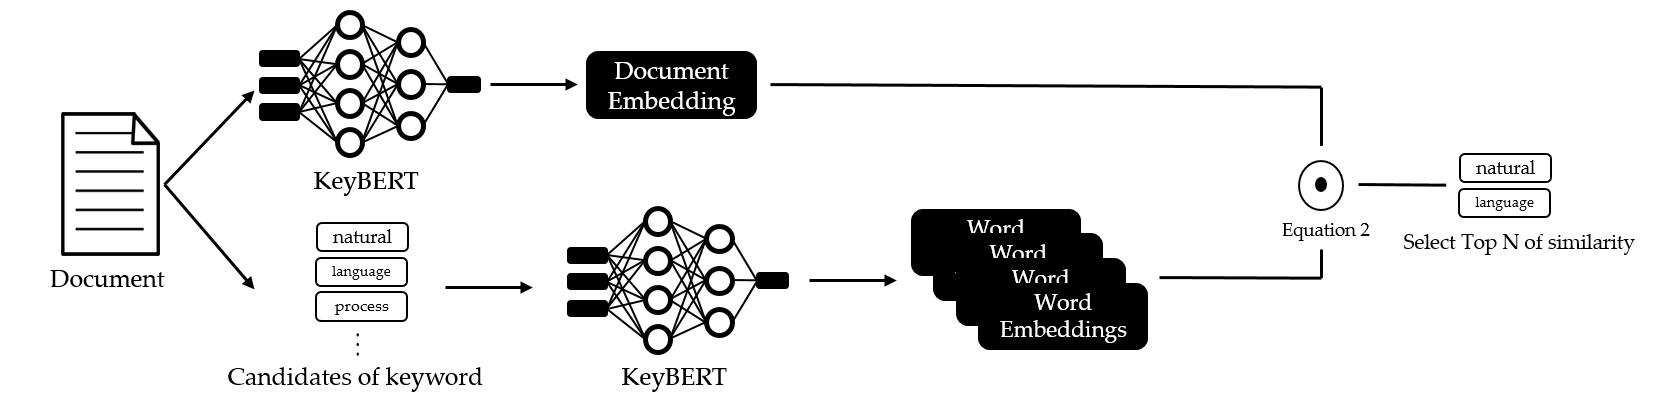 Document
KeyBERT
Document
Embedding
natural
language
process
Candidates of keyword
KeyBERT
Word
Word
Word
Word
Embeddings
Equation 2
natural
language
Select Top N of similarity